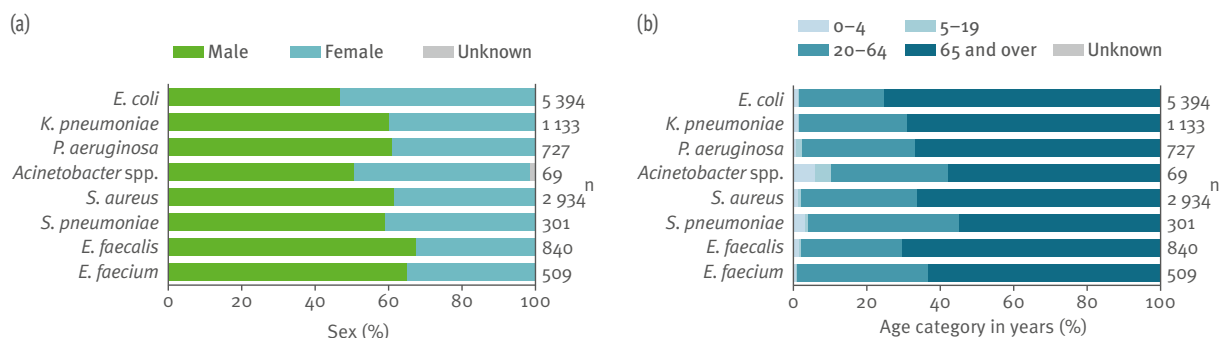 (a)
Male Female Unknown
E. coli 5 394
K. pneumoniae 1 133
P. aeruginosa 727
Acinetobacter spp. 69
n
S. aureus 2 934
S. pneumoniae 301
E. faecalis 840
E. faecium 509
0 20 40 60 80 100
Sex (%)
(b)
0–4 5–19
20–64 65 and over Unknown
E. coli 5 394
K. pneumoniae 1 133
P. aeruginosa 727
Acinetobacter spp. 69
n
S. aureus 2 934
S. pneumoniae 301
E. faecalis 840
E. faecium 509
0 20 40 60 80 100
Age category in years (%)